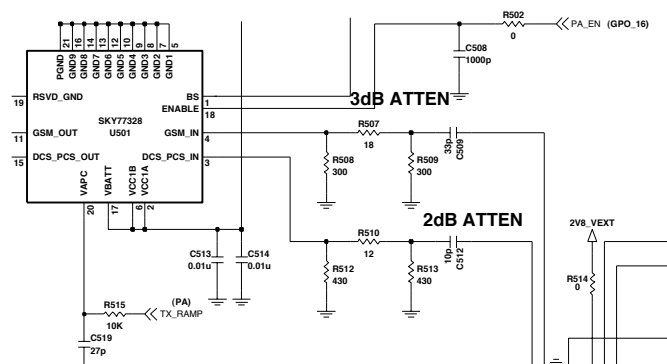 R502
0
PA_EN (GPO_16)
C508
1000p
21
16
14
13
12
10
9
8
7
5
PGND
GND9
GND8
GND7
GND6
GND5
GND4
GND3
GND2
GND1
BS
1
ENABLE
18
19
RSVD_GND
SKY77328
U501
11
GSM_OUT
GSM_IN
4
15
DCS_PCS_OUT
DCS_PCS_IN
3
VAPC
VBATT
VCC1B
VCC1A
20
17
6
2
3dB ATTEN
R507
18
33p
C509
R508
300
R509
300
2dB ATTEN
R510
12
10p
C512
R512
430
R513
430
2V8_VEXT
R514
0
C513
0.01u
C514
0.01u
R515
10K
(PA)
TX_RAMP
C519
27p